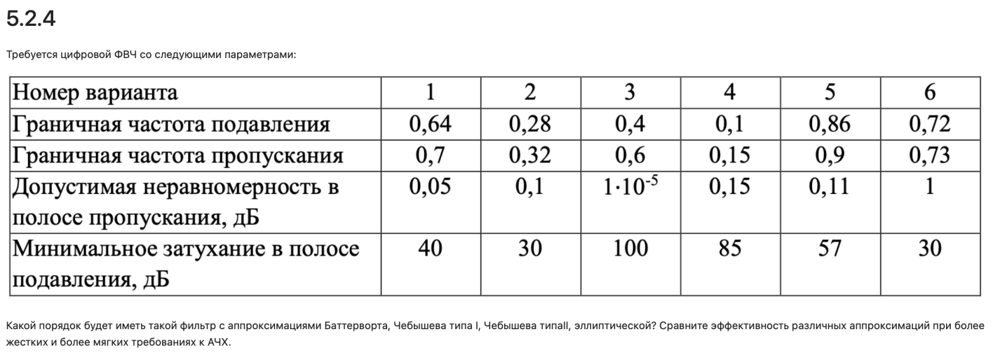 5.2.4
Требуется цифровой ФВЧ со следующими параметрами:
Номер варианта 1 2 3 4 5 6
Граничная частота подавления 0,64 0,28 0,4 0,1 0,86 0,72
Граничная частота пропускания 0,7 0,32 0,6 0,15 0,9 0,73
Допустимая неравномерность в 0,05 0,1 1·10⁻⁵ 0,15 0,11 1
полосе пропускания, дБ
Минимальное затухание в полосе 40 30 100 85 57 30
подавления, дБ
Какой порядок будет иметь такой фильтр с аппроксимациями Баттерворта, Чебышева типа I, Чебышева типаII, эллиптической? Сравните эффективность различных аппроксимаций при более
жестких и более мягких требованиях к АЧХ.